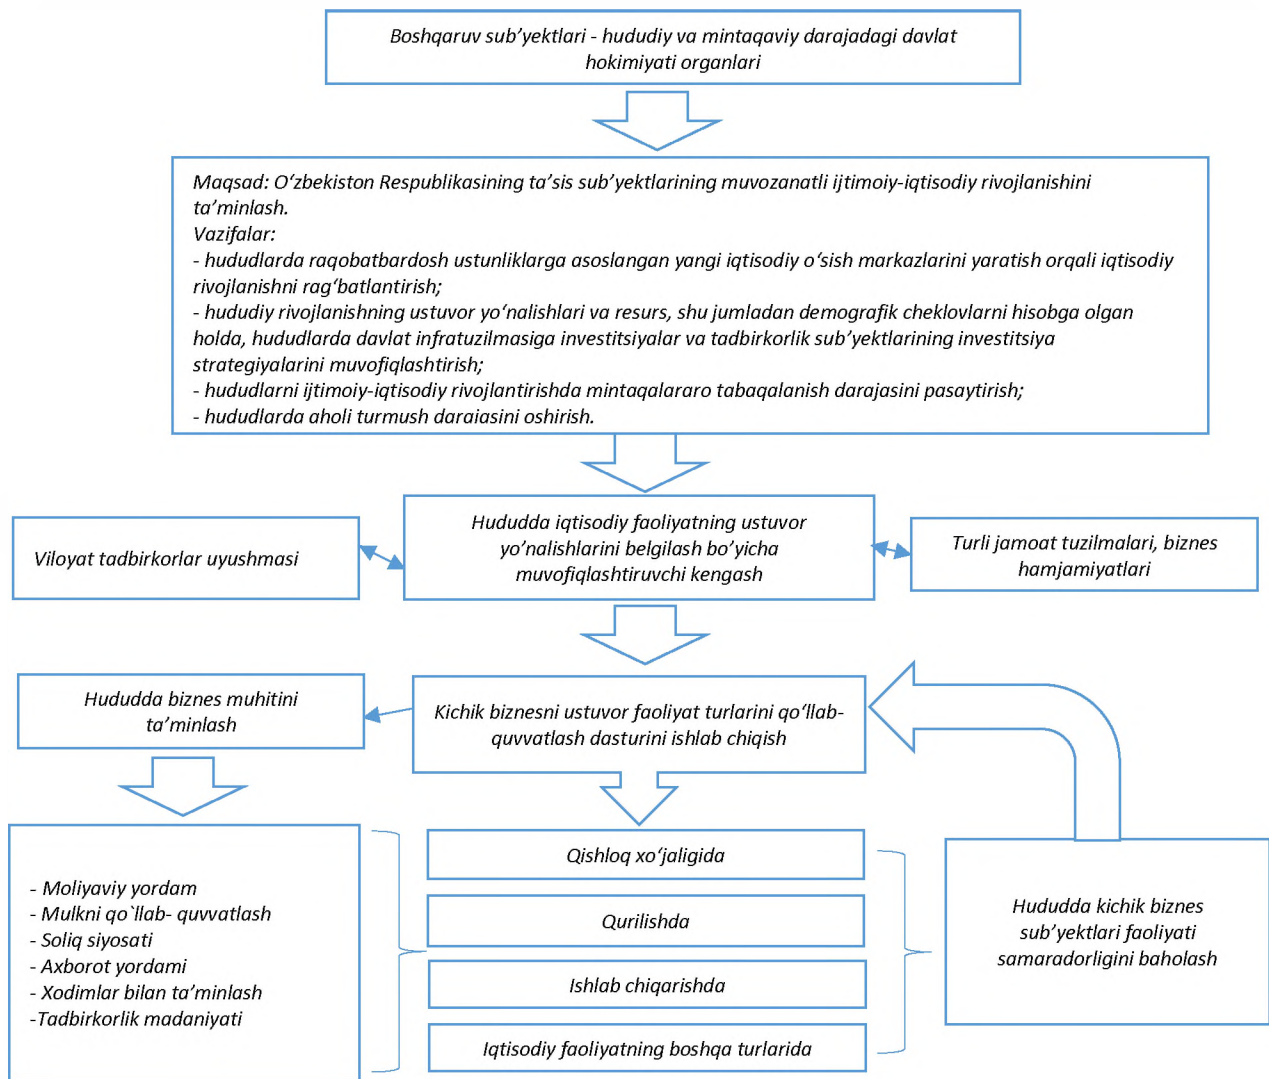 Boshqaruv sub’yektlari - hududiy va mintaqaviy darajadagi davlat
hokimiyati organlari
Maqsad: O‘zbekiston Respublikasining ta’sis sub’yektlarining muvozanatli ijtimoiy-iqtisodiy rivojlanishini
ta’minlash.
Vazifalar:
- hududlarda raqobatbardosh ustunliklarga asoslangan yangi iqtisodiy o‘sish markazlarini yaratish orqali iqtisodiy
rivojlanishni rag‘batlantirish;
- hududiy rivojlanishning ustuvor yo‘nalishlari va resurs, shu jumladan demografik cheklovlarni hisobga olgan
holda, hududlarda davlat infratuzilmasiga investitsiyalar va tadbirkorlik sub’yektlarining investitsiya
strategiyalarini muvofiqlashtirish;
- hududlarni ijtimoiy-iqtisodiy rivojlantirishda mintaqalararo tabaqalanish darajasini pasaytirish;
- hududlarda aholi turmush darajasini oshirish.
Viloyat tadbirkorlar uyushmasi
Hududda iqtisodiy faoliyatning ustuvor
yo’nalishlarini belgilash bo’yicha
muvofiqlashtiruvchi kengash
Turli jamoat tuzilmalari, biznes
hamjamiyatlari
Hududda biznes muhitini
ta’minlash
Kichik biznesni ustuvor faoliyat turlarini qo‘llab-
quvvatlash dasturini ishlab chiqish
- Moliyaviy yordam
- Mulkni qo`llab- quvvatlash
- Soliq siyosati
- Axborot yordami
- Xodimlar bilan ta’minlash
-Tadbirkorlik madaniyati
Qishloq xo‘jaligida
Qurilishda
Ishlab chiqarishda
Iqtisodiy faoliyatning boshqa turlarida
Hududda kichik biznes
sub’yektlari faoliyati
samaradorligini baholash